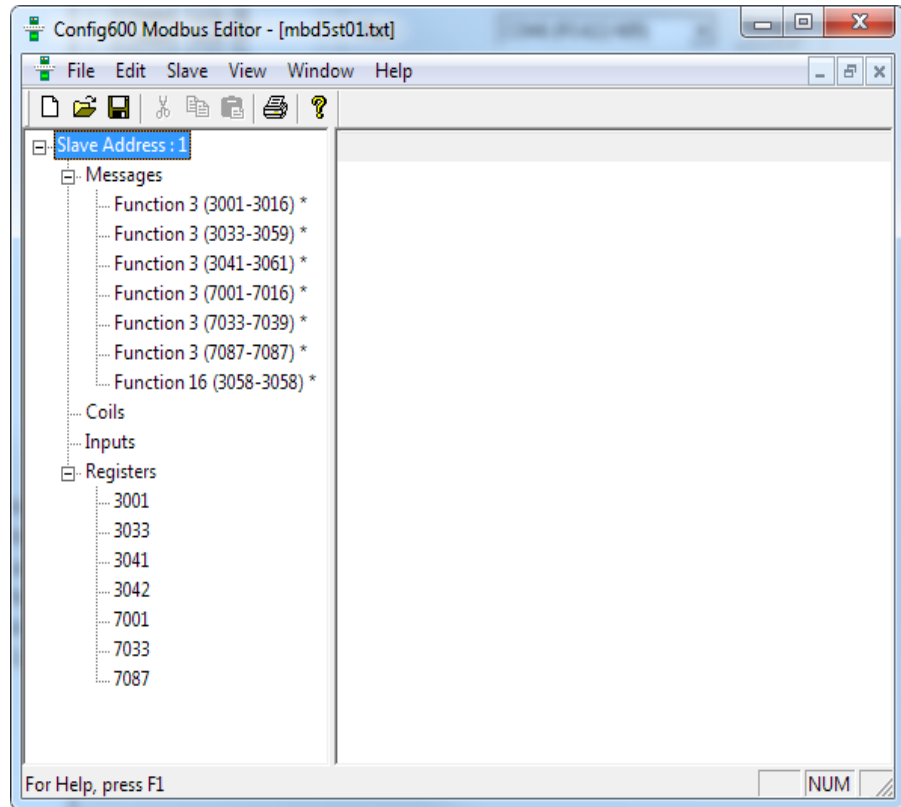 Config600 Modbus Editor - [mbd5st01.txt]
File Edit Slave View Window Help
Slave Address : 1
Messages
Function 3 (3001-3016) *
Function 3 (3033-3059) *
Function 3 (3041-3061) *
Function 3 (7001-7016) *
Function 3 (7033-7039) *
Function 3 (7087-7087) *
Function 16 (3058-3058) *
Coils
Inputs
Registers
3001
3033
3041
3042
7001
7033
7087
For Help, press F1 NUM